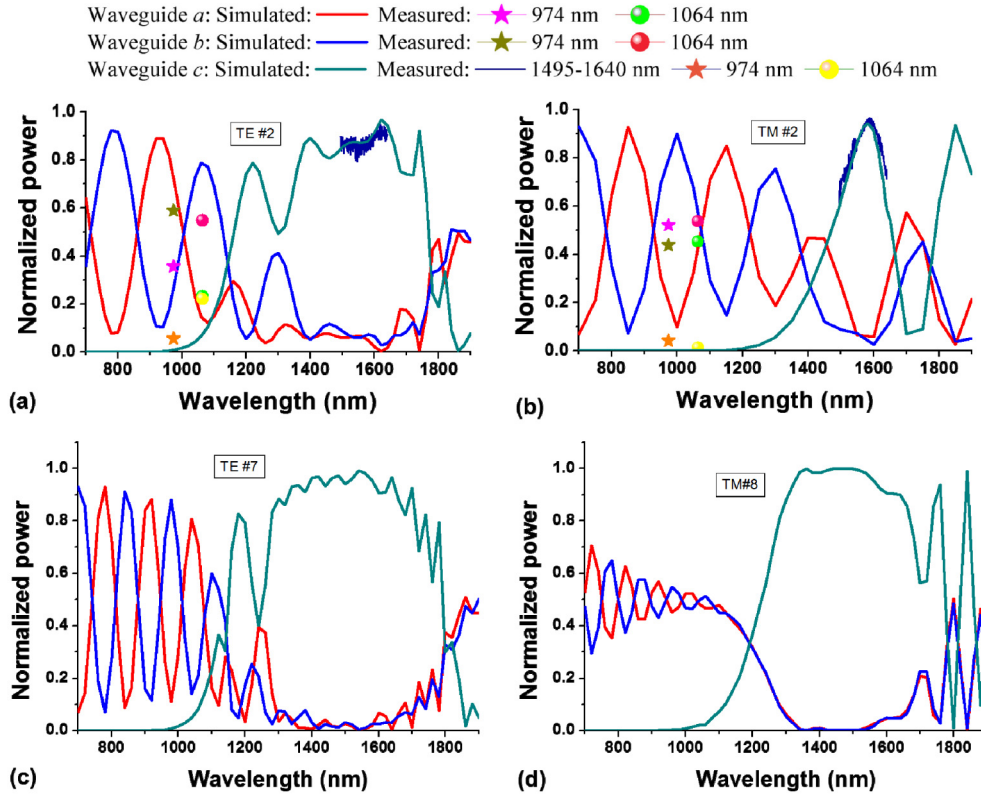 Waveguide a: Simulated: Measured: 974 nm 1064 nm
Waveguide b: Simulated: Measured: 974 nm 1064 nm
Waveguide c: Simulated: Measured: 1495-1640 nm 974 nm 1064 nm
TE #2
Normalized power
1.0
0.8
0.6
0.4
0.2
0.0
800 1000 1200 1400 1600 1800
Wavelength (nm)
(a)
TM #2
Normalized power
1.0
0.8
0.6
0.4
0.2
0.0
800 1000 1200 1400 1600 1800
Wavelength (nm)
(b)
TE #7
Normalized power
1.0
0.8
0.6
0.4
0.2
0.0
800 1000 1200 1400 1600 1800
Wavelength (nm)
(c)
TM#8
Normalized power
1.0
0.8
0.6
0.4
0.2
0.0
800 1000 1200 1400 1600 1800
Wavelength (nm)
(d)